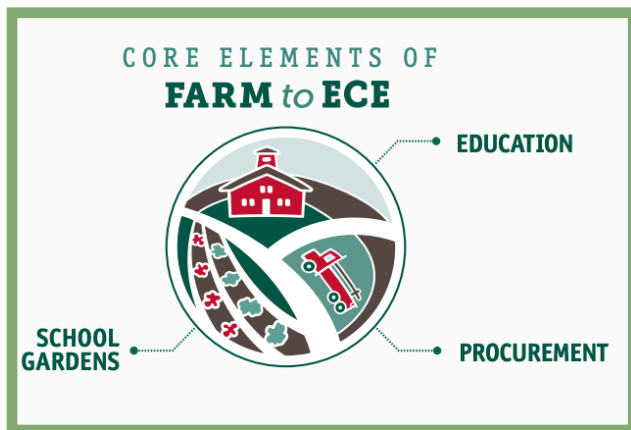 CORE ELEMENTS OF
FARM to ECE
EDUCATION
SCHOOL
GARDENS
PROCUREMENT